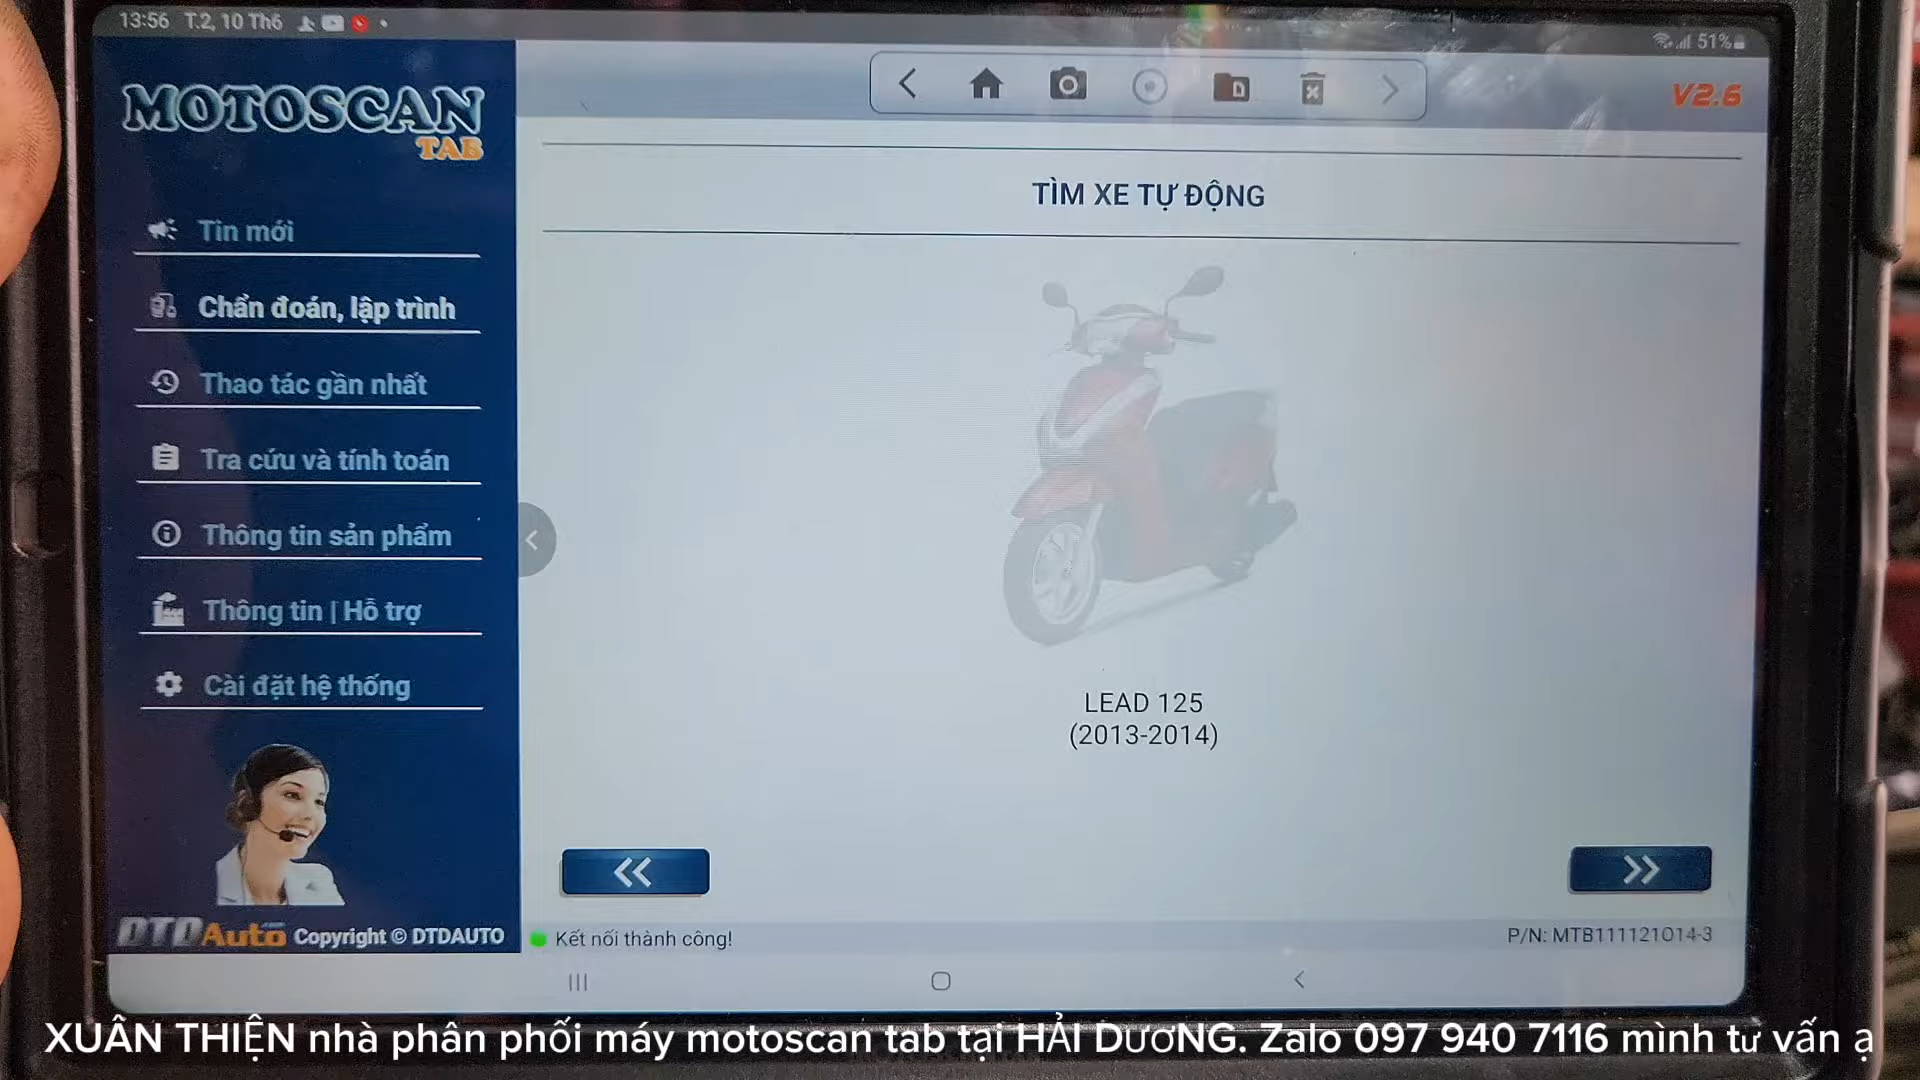 13:56 T.2, 10 Th6
51%
MOTOSCAN
TAB
V2.6
TÌM XE TỰ ĐỘNG
Tin mới
Chẩn đoán, lập trình
Thao tác gần nhất
Tra cứu và tính toán
Thông tin sản phẩm
Thông tin | Hỗ trợ
Cài đặt hệ thống
LEAD 125
(2013-2014)
DTDAuto Copyright © DTDAUTO
Kết nối thành công!
P/N: MTB111121O14-3
XUÂN THIỆN nhà phân phối máy motoscan tab tại HẢI DươNG. Zalo 097 940 7116 mình tư vấn ạ